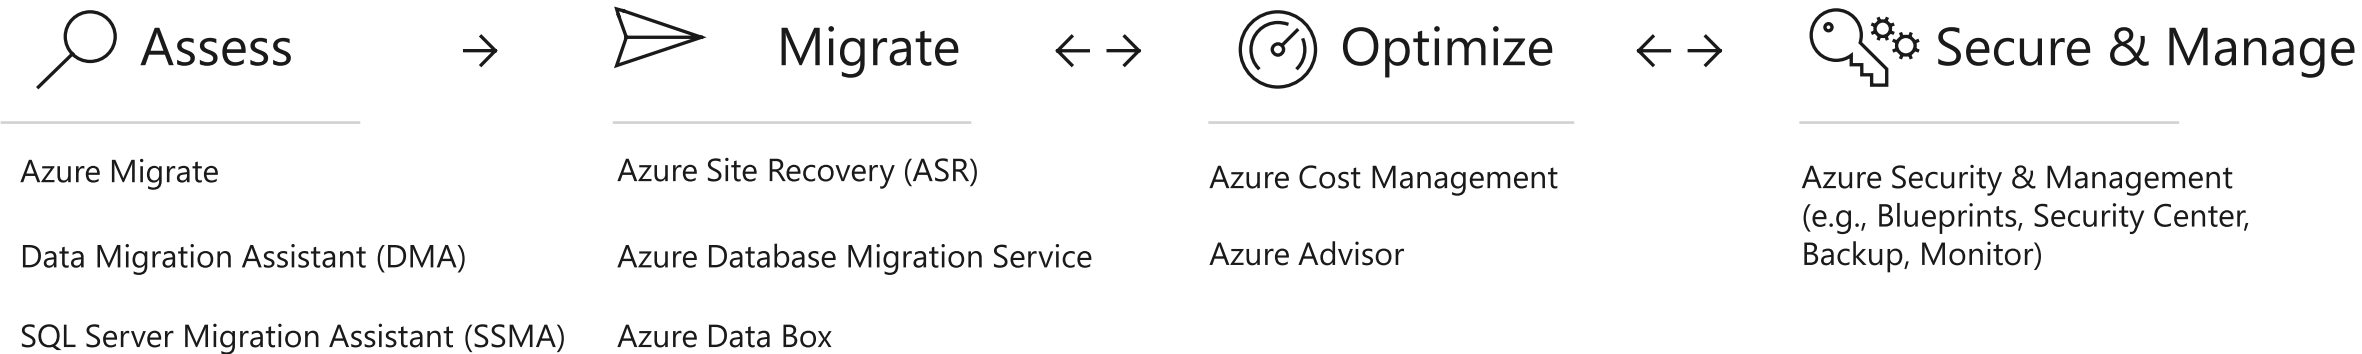 Assess
Migrate
Optimize
Secure & Manage
Azure Migrate
Data Migration Assistant (DMA)
SQL Server Migration Assistant (SSMA)
Azure Site Recovery (ASR)
Azure Database Migration Service
Azure Data Box
Azure Cost Management
Azure Advisor
Azure Security & Management
(e.g., Blueprints, Security Center,
Backup, Monitor)